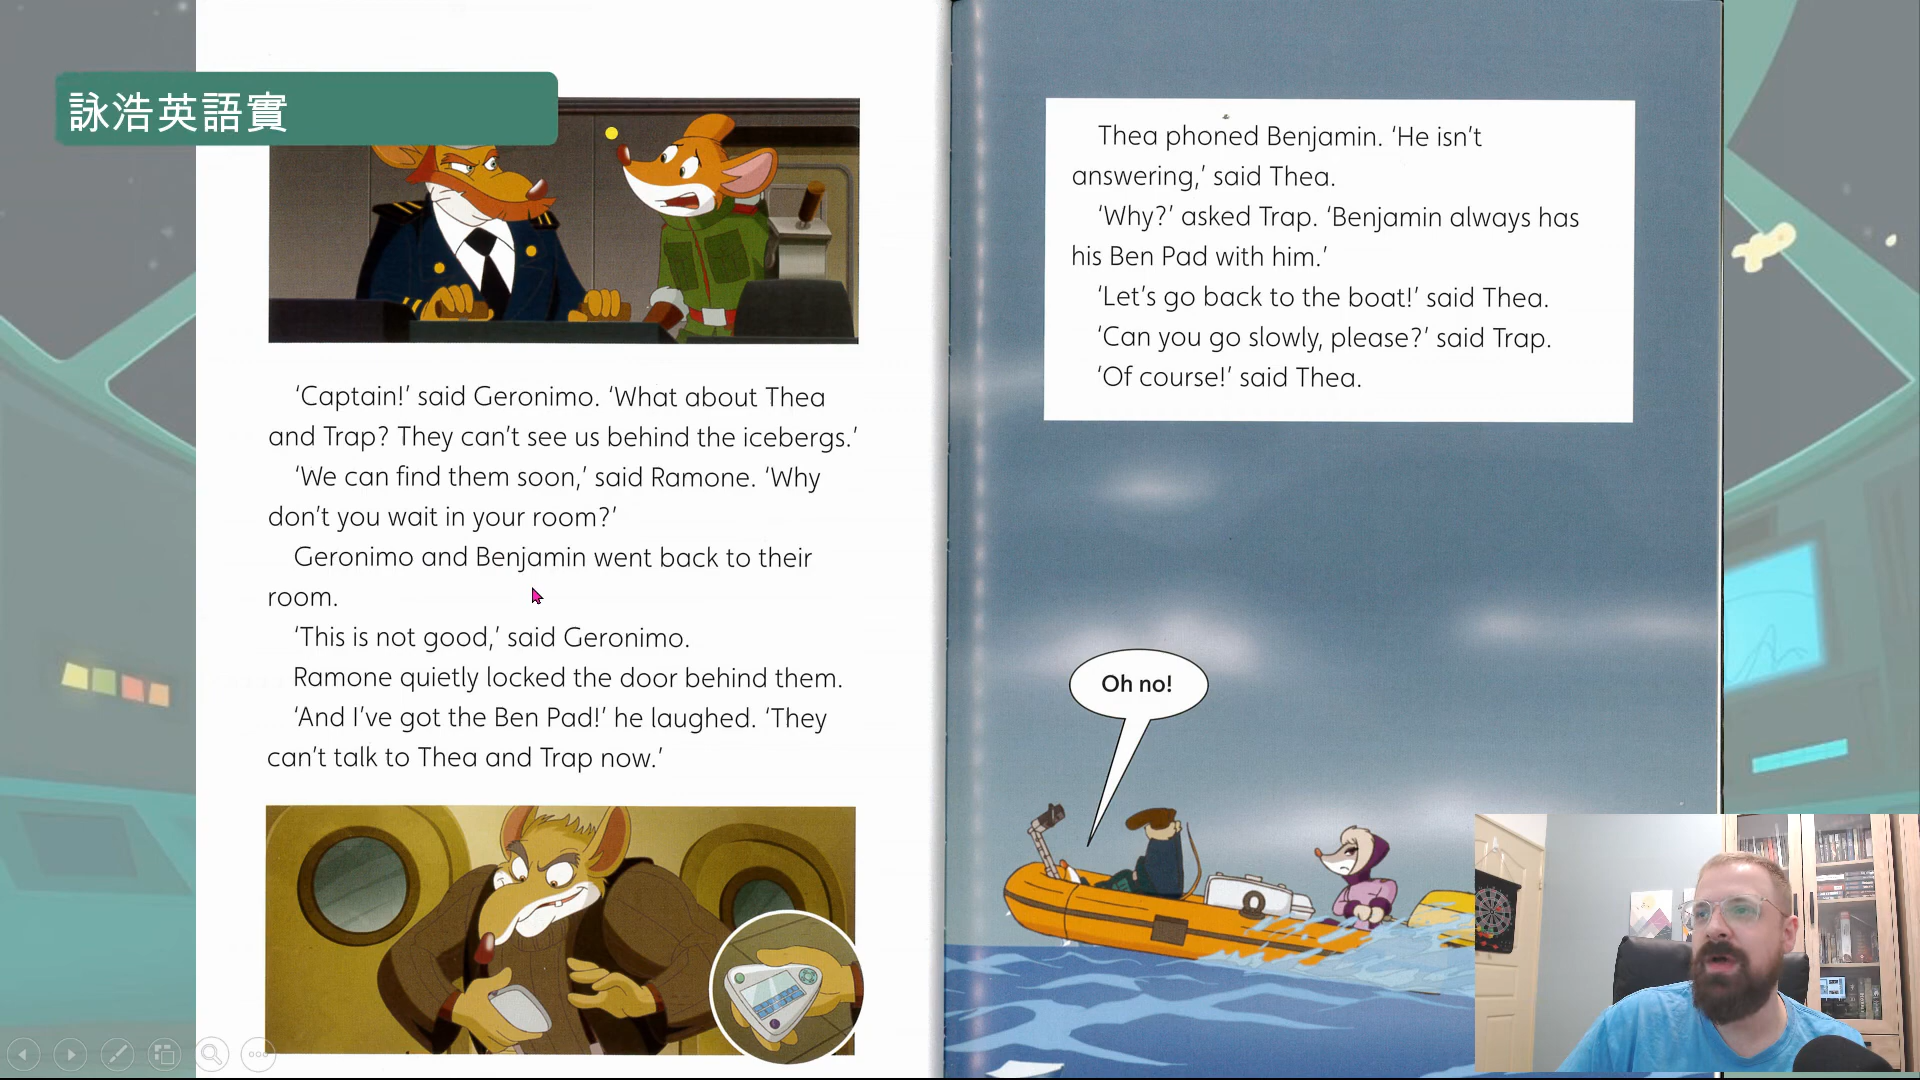 詠浩英語實
‘Captain!’ said Geronimo. ‘What about Thea
and Trap? They can’t see us behind the icebergs.’
‘We can find them soon,’ said Ramone. ‘Why
don’t you wait in your room?’
Geronimo and Benjamin went back to their
room.
‘This is not good,’ said Geronimo.
Ramone quietly locked the door behind them.
‘And I’ve got the Ben Pad!’ he laughed. ‘They
can’t talk to Thea and Trap now.’
Thea phoned Benjamin. ‘He isn’t
answering,’ said Thea.
‘Why?’ asked Trap. ‘Benjamin always has
his Ben Pad with him.’
‘Let’s go back to the boat!’ said Thea.
‘Can you go slowly, please?’ said Trap.
‘Of course!’ said Thea.
Oh no!